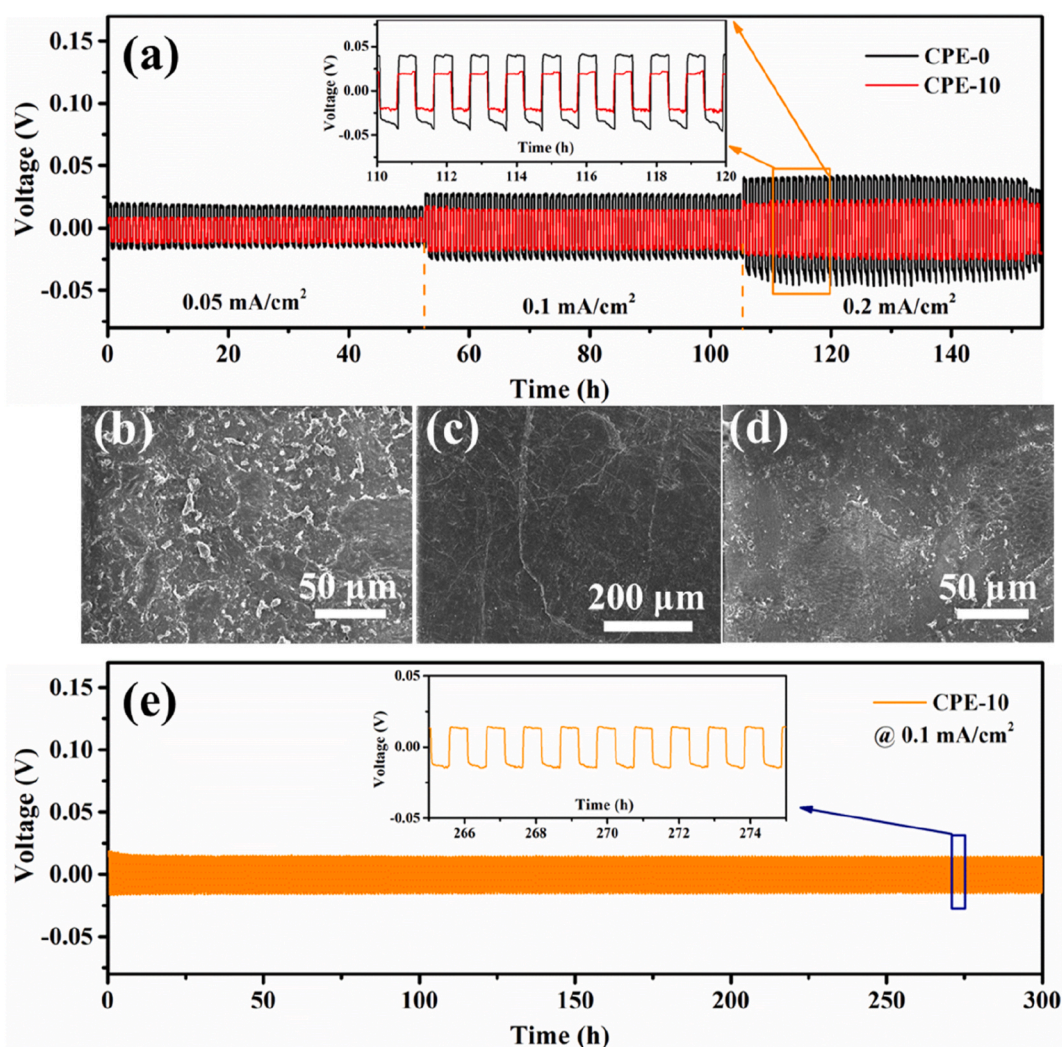 (a)
CPE-0
CPE-10
0.15
0.10
0.05
0.00
-0.05
Voltage (V)
0.05
0.00
-0.05
Voltage (V)
Time (h)
110 112 114 116 118 120
0.05 mA/cm²
0.1 mA/cm²
0.2 mA/cm²
0 20 40 60 80 100 120 140
Time (h)
(b)
50 μm
(c)
200 μm
(d)
50 μm
(e)
CPE-10
@ 0.1 mA/cm²
0.15
0.10
0.05
0.00
-0.05
Voltage (V)
0.05
0.00
-0.05
Voltage (V)
Time (h)
266 268 270 272 274
0 50 100 150 200 250 300
Time (h)